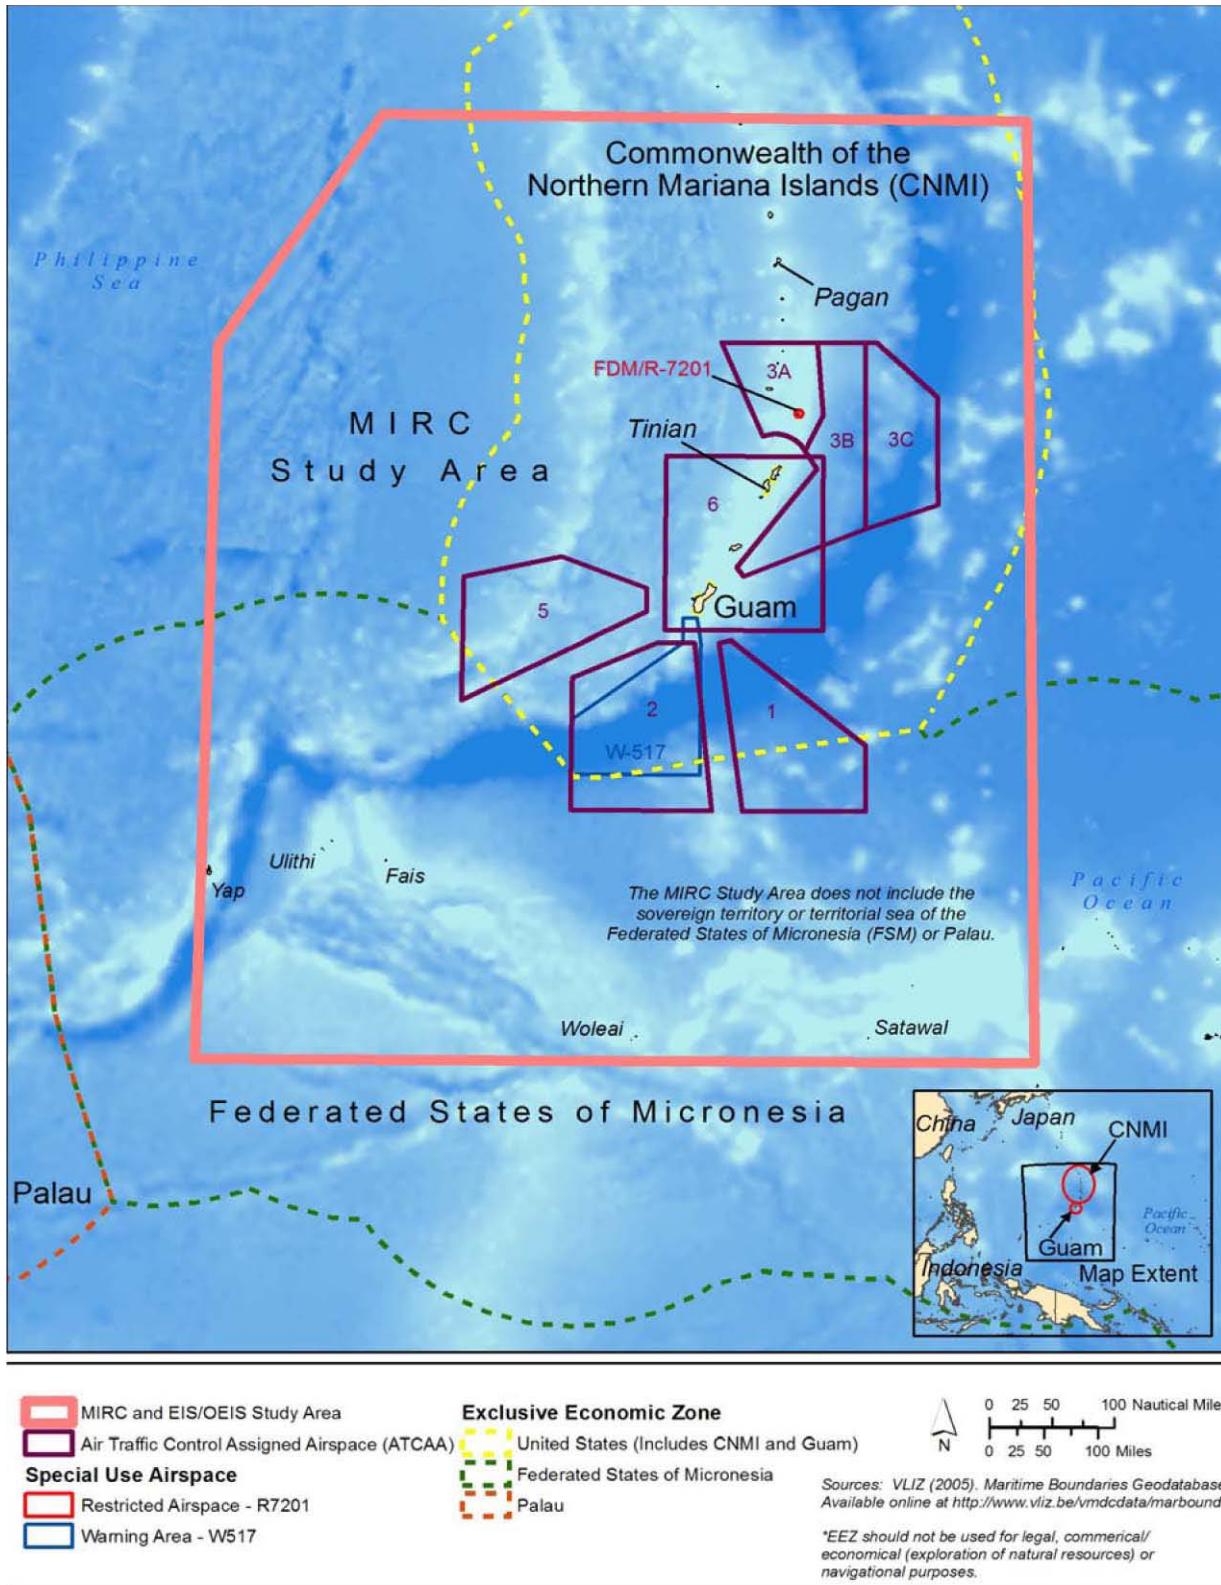 Commonwealth of the
Northern Mariana Islands (CNMI)
Philippine
Sea
Pagan
FDM/R-7201
3A
MIRC
Study Area
Tinian
3B
3C
6
5
Guam
2
1
W-517
Ulithi
Fais
Yap
The MIRC Study Area does not include the
sovereign territory or territorial sea of the
Federated States of Micronesia (FSM) or Palau.
Pacific
Ocean
Woleai
Satawal
Federated States of Micronesia
Palau
China
Japan
CNMI
Pacific
Ocean
Guam
Indonesia
Map Extent
MIRC and EIS/OEIS Study Area
Air Traffic Control Assigned Airspace (ATCAA)
Special Use Airspace
Restricted Airspace - R7201
Warning Area - W517
Exclusive Economic Zone
United States (Includes CNMI and Guam)
Federated States of Micronesia
Palau
N
0 25 50 100 Nautical Mile
0 25 50 100 Miles
Sources: VLIZ (2005). Maritime Boundaries Geodatabase
Available online at http://www.vliz.be/vmdcdata/marbound
*EEZ should not be used for legal, commerical/
economical (exploration of natural resources) or
navigational purposes.